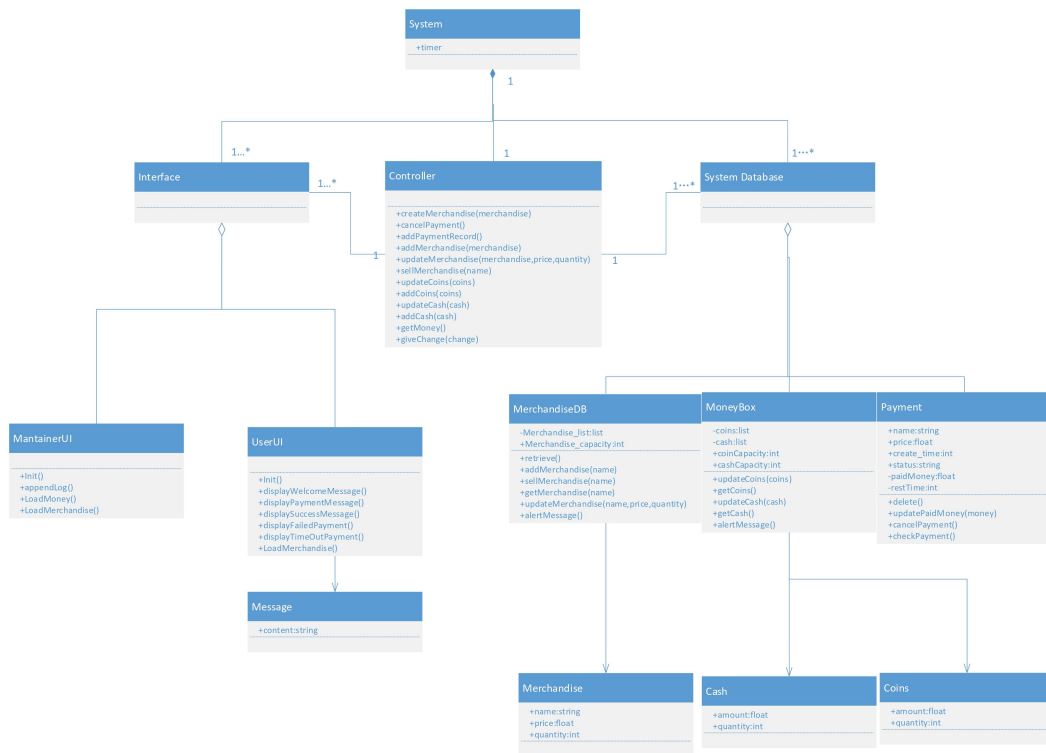 System
+timer
1
1...*
1
1...*
Interface
Controller
System Database
1...*
1...*
1
1
+createMerchandise(merchandise)
+cancelPayment()
+addPaymentRecord()
+addMerchandise(merchandise)
+updateMerchandise(merchandise,price,quantity)
+sellMerchandise(name)
+updateCoins(coins)
+addCoins(coins)
+updateCash(cash)
+addCash(cash)
+getMoney()
+giveChange(change)
MantainerUI
+Init()
+appendLog()
+LoadMoney()
+LoadMerchandise()
UserUI
+Init()
+displayWelcomeMessage()
+displayPaymentMessage()
+displaySuccessMessage()
+displayFailedPayment()
+displayTimeOutPayment()
+LoadMerchandise()
Message
+content:string
MerchandiseDB
-Merchandise_list:list
+Merchandise_capacity:int
+retrieve()
+addMerchandise(name)
+sellMerchandise(name)
+getMerchandise(name)
+updateMerchandise(name,price,quantity)
+alertMessage()
MoneyBox
-coins:list
-cash:list
+coinCapacity:int
+cashCapacity:int
+updateCoins(coins)
+getCoins()
+updateCash(cash)
+getCash()
+alertMessage()
Payment
+name:string
+price:float
+create_time:int
+status:string
-paidMoney:float
-restTime:int
+delete()
+updatePaidMoney(money)
+cancelPayment()
+checkPayment()
Merchandise
+name:string
+price:float
+quantity:int
Cash
+amount:float
+quantity:int
Coins
+amount:float
+quantity:int